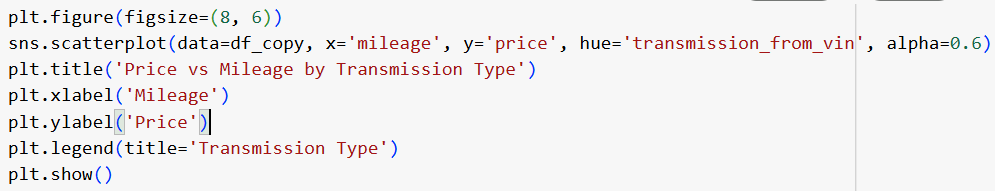 plt.figure(figsize=(8, 6))
sns.scatterplot(data=df_copy, x='mileage', y='price', hue='transmission_from_vin', alpha=0.6)
plt.title('Price vs Mileage by Transmission Type')
plt.xlabel('Mileage')
plt.ylabel('Price')
plt.legend(title='Transmission Type')
plt.show()